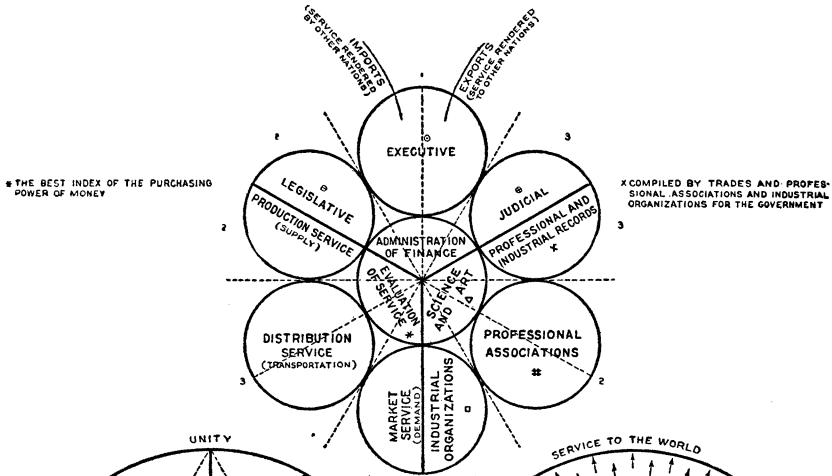 IMPORTS
(SERVICE RENDERED
BY OTHER NATIONS)
EXPORTS
(SERVICE RENDERED
TO OTHER NATIONS)
1
EXECUTIVE
2
LEGISLATIVE
PRODUCTION SERVICE
(SUPPLY)
2
3
JUDICIAL
PROFESSIONAL AND
INDUSTRIAL RECORDS
X
3
* THE BEST INDEX OF THE PURCHASING
POWER OF MONEY
X COMPILED BY TRADES AND PROFES-
SIONAL ASSOCIATIONS AND INDUSTRIAL
ORGANIZATIONS FOR THE GOVERNMENT
ADMINISTRATION
OF FINANCE
EVALUATION
OF SERVICE *
SCIENCE
AND ART
DISTRIBUTION
SERVICE
(TRANSPORTATION)
3
PROFESSIONAL
ASSOCIATIONS
#
2
MARKET
SERVICE
(DEMAND)
INDUSTRIAL
ORGANIZATIONS
UNITY
SERVICE TO THE WORLD